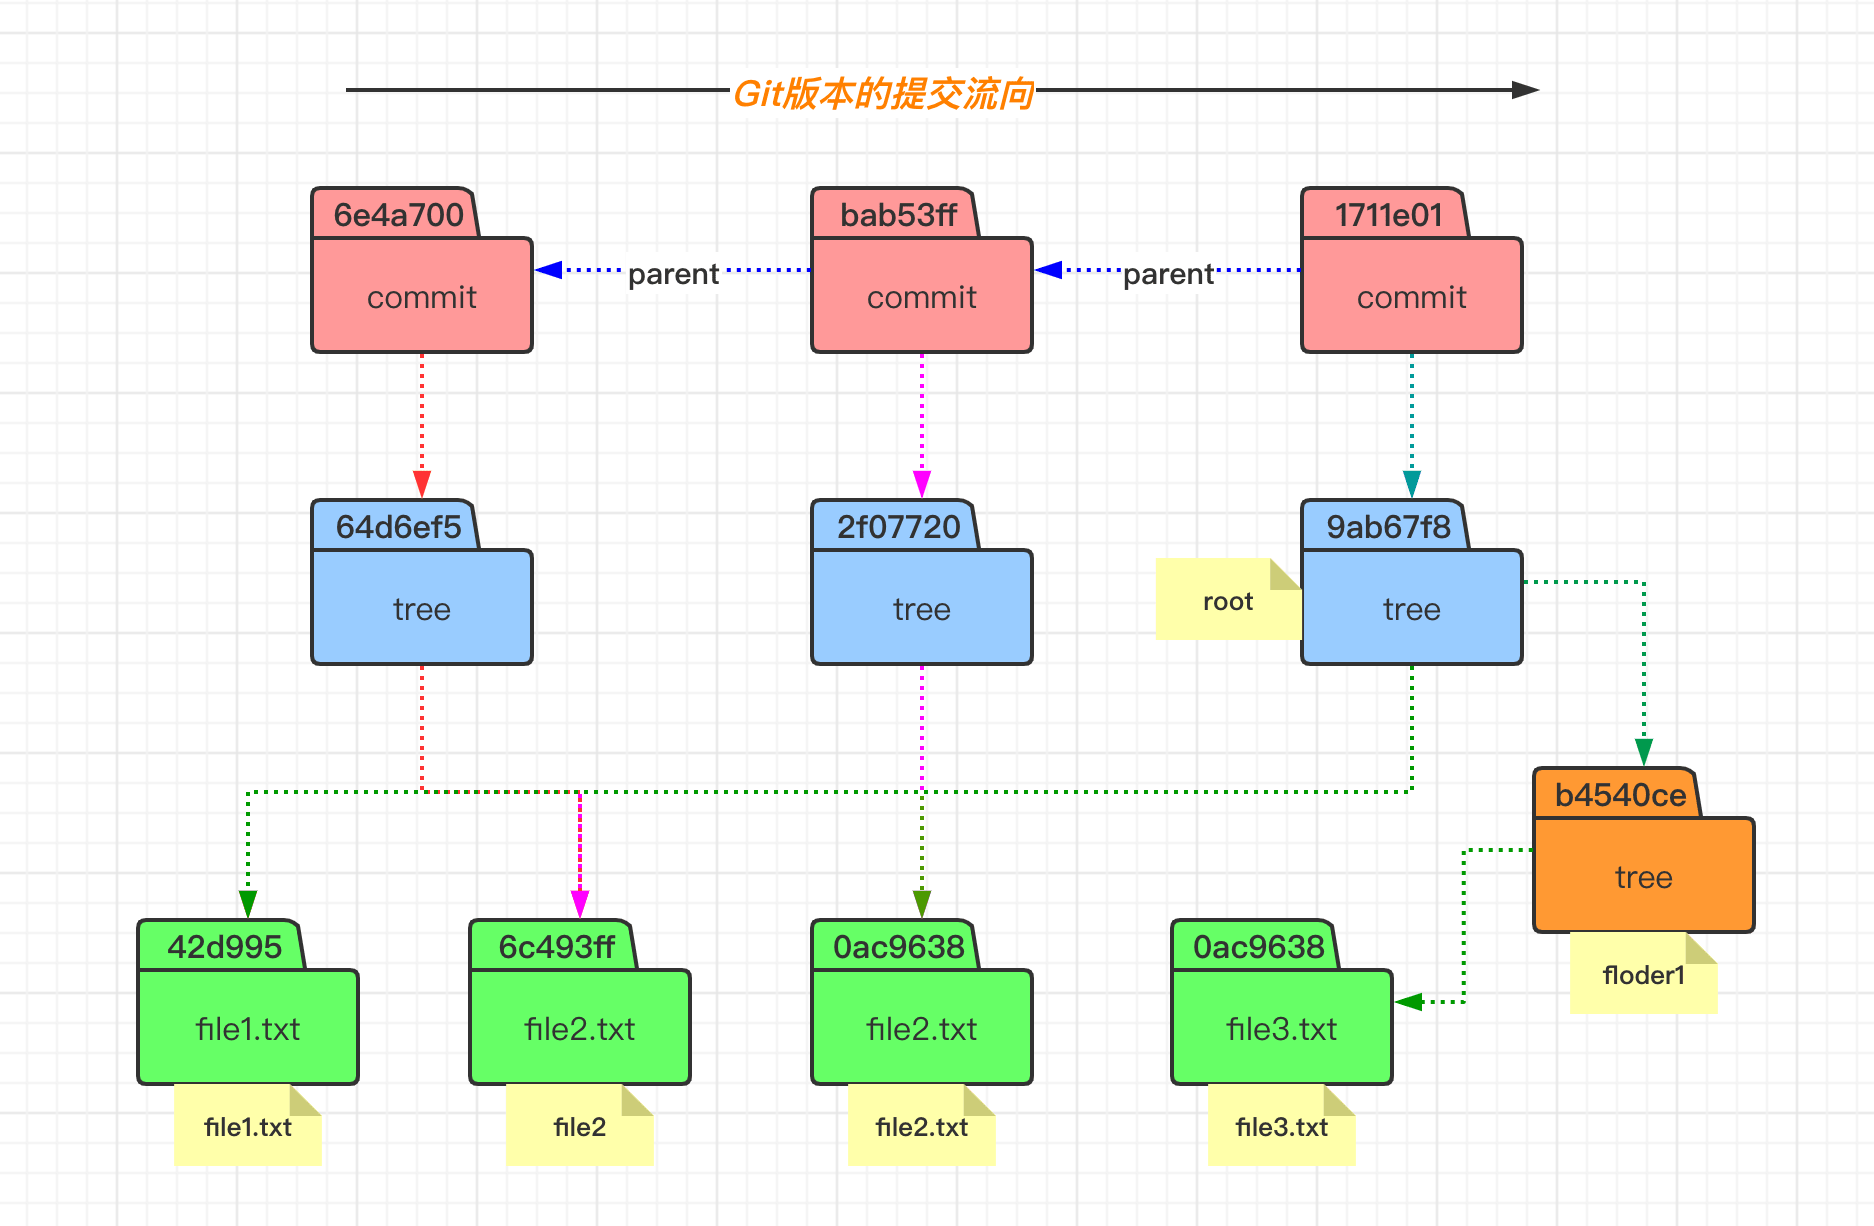 Git版本的提交流向
6e4a700
bab53ff
1711e01
commit
parent
commit
parent
commit
64d6ef5
2f07720
9ab67f8
tree
tree
root
tree
b4540ce
tree
42d995
6c493ff
0ac9638
0ac9638
floder1
file1.txt
file2.txt
file2.txt
file3.txt
file1.txt
file2
file2.txt
file3.txt